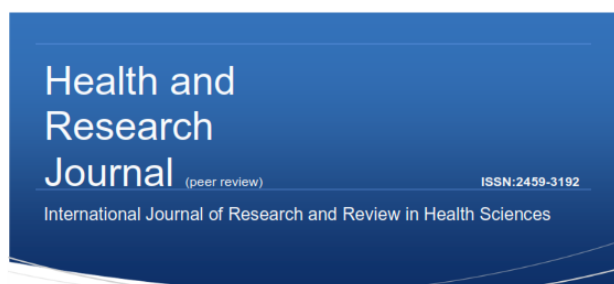 Health and
Research
Journal (peer review) ISSN:2459-3192
International Journal of Research and Review in Health Sciences